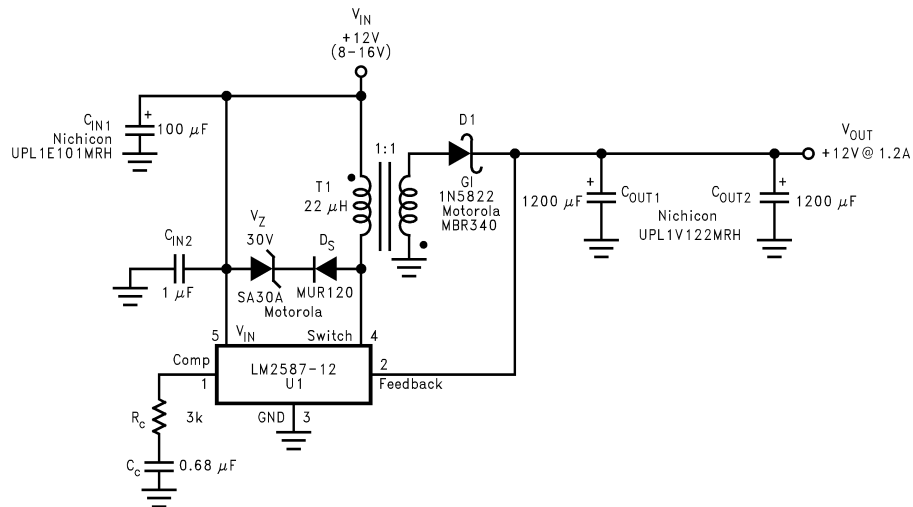 V_IN
+12V
(8-16V)
C_IN1
Nichicon
UPL1E101MRH
+
100 μF
T1
22 μH
1:1
D1
GI
1N5822
Motorola
MBR340
V_OUT
+12V@ 1.2A
1200 μF
+
C_OUT1
C_OUT2
+
1200 μF
Nichicon
UPL1V122MRH
C_IN2
1 μF
V_Z
30V
SA30A
D_S
MUR120
Motorola
5
V_IN
Switch
4
Comp
1
LM2587-12
U1
2
Feedback
GND
3
R_c
3k
C_c
0.68 μF